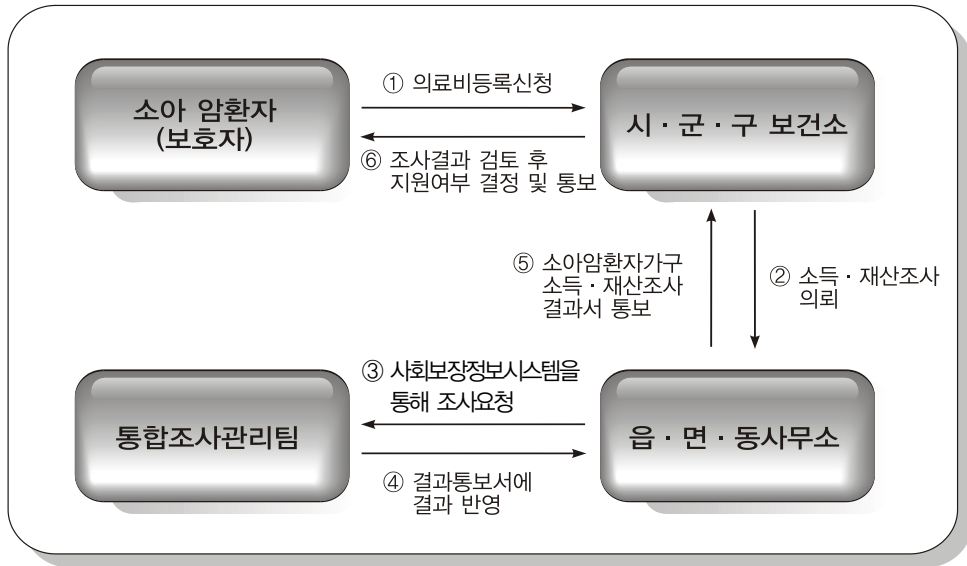 소아 암환자
(보호자)
① 의료비등록신청
⑥ 조사결과 검토 후
지원여부 결정 및 통보
시 · 군 · 구 보건소
⑤ 소아암환자가구
소득 · 재산조사
결과서 통보
② 소득 · 재산조사
의뢰
통합조사관리팀
③ 사회보장정보시스템을
통해 조사요청
④ 결과통보서에
결과 반영
읍 · 면 · 동사무소